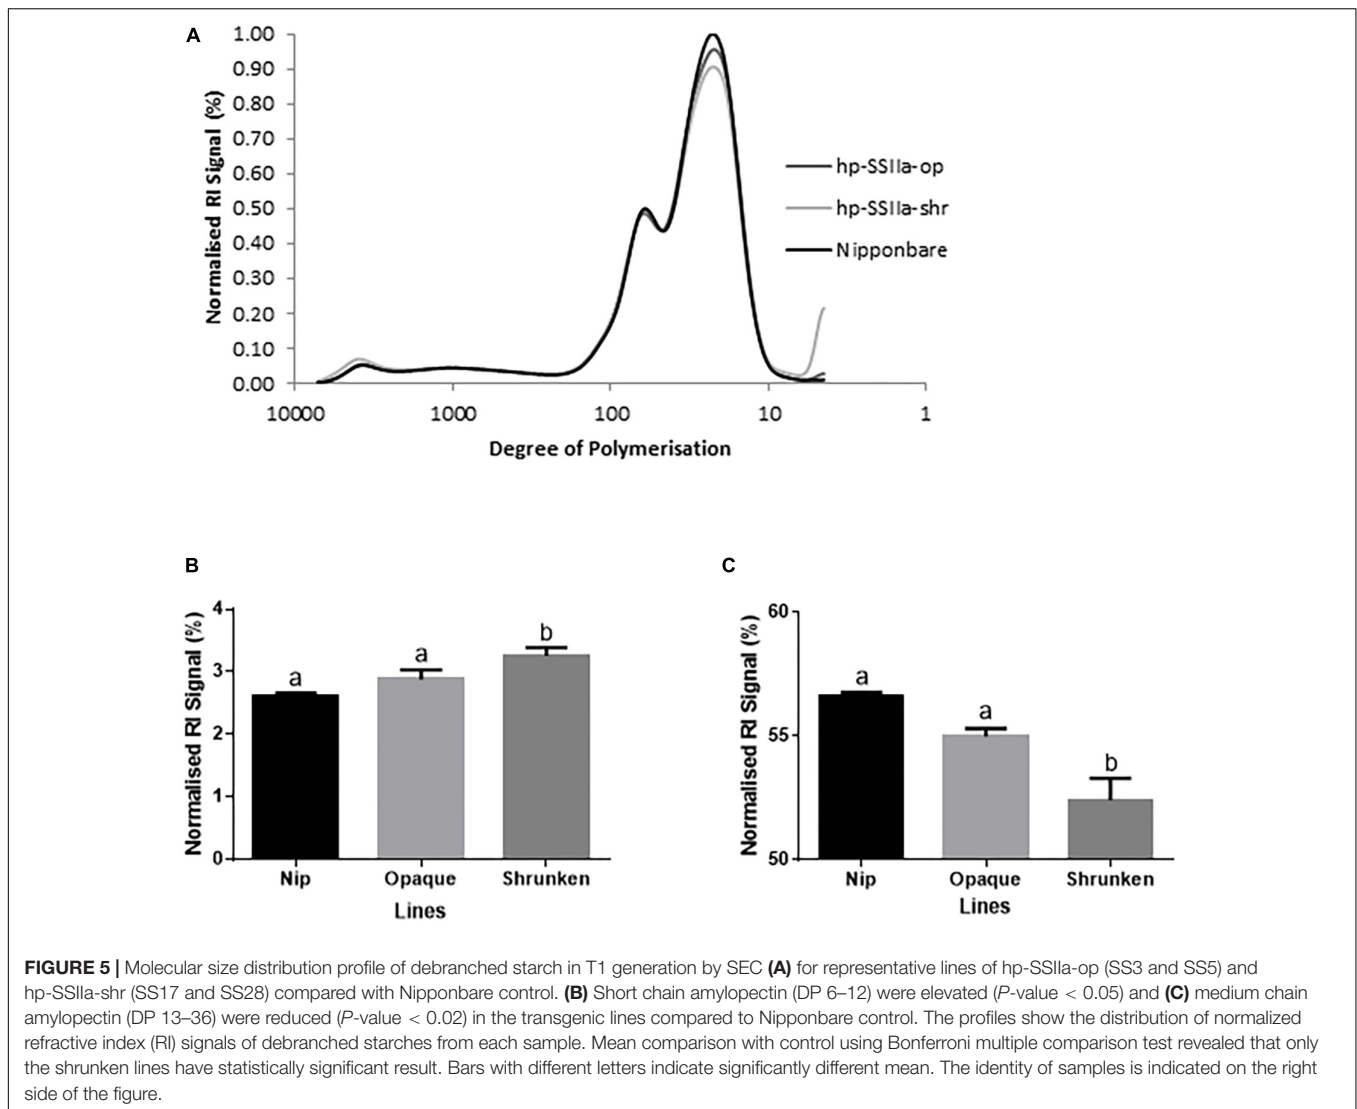 A
1.00
0.90
0.80
0.70
0.60
0.50
0.40
0.30
0.20
0.10
0.00
Normalised RI Signal (%)
10000 1000 100 10 1
Degree of Polymerisation
hp-SSIIa-op
hp-SSIIa-shr
Nipponbare
B
4
3
2
1
0
Normalised RI Signal (%)
a a b
Nip Opaque Shrunken
Lines
C
60
55
50
Normalised RI Signal (%)
a a b
Nip Opaque Shrunken
Lines
FIGURE 5 | Molecular size distribution profile of debranched starch in T1 generation by SEC (A) for representative lines of hp-SSIIa-op (SS3 and SS5) and
hp-SSIIa-shr (SS17 and SS28) compared with Nipponbare control. (B) Short chain amylopectin (DP 6–12) were elevated (P-value < 0.05) and (C) medium chain
amylopectin (DP 13–36) were reduced (P-value < 0.02) in the transgenic lines compared to Nipponbare control. The profiles show the distribution of normalized
refractive index (RI) signals of debranched starches from each sample. Mean comparison with control using Bonferroni multiple comparison test revealed that only
the shrunken lines have statistically significant result. Bars with different letters indicate significantly different mean. The identity of samples is indicated on the right
side of the figure.